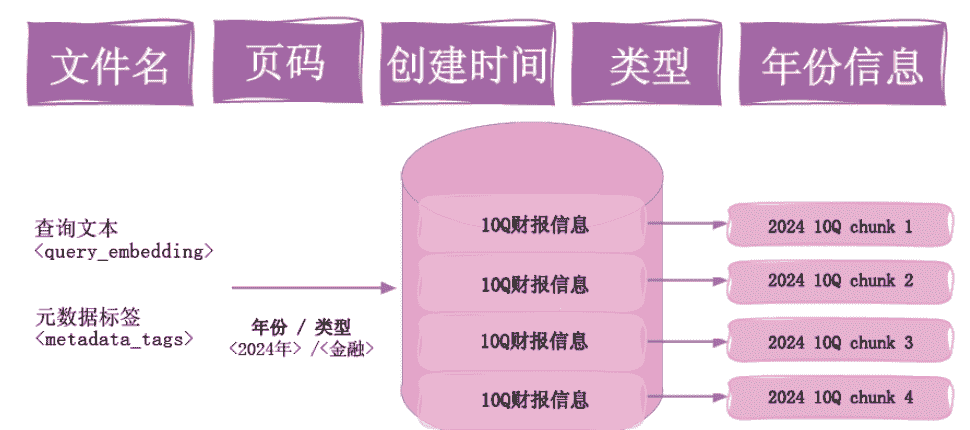 文件名
页码
创建时间
类型
年份信息
查询文本
<query_embedding>
元数据标签
<metadata_tags>
年份 / 类型
<2024年> /<金融>
10Q财报信息
10Q财报信息
10Q财报信息
10Q财报信息
2024 10Q chunk 1
2024 10Q chunk 2
2024 10Q chunk 3
2024 10Q chunk 4